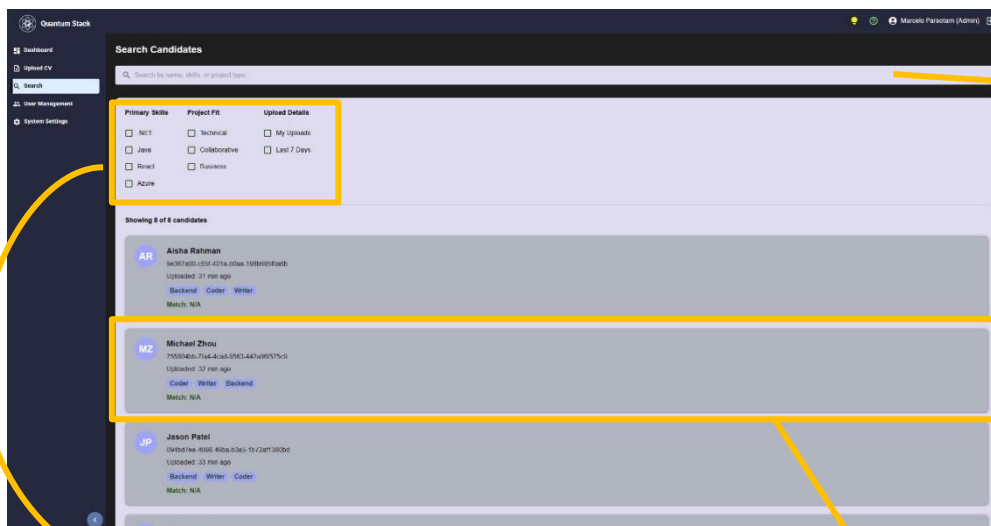 Quantum Stack
Marcelo Parsotam (Admin)
Dashboard
Upload CV
Search
User Management
System Settings
Search Candidates
Search by name, skills, or project type...
Primary Skills Project Fit Upload Details
.NET Technical My Uploads
Java Collaborative Last 7 Days
React Business
Azure
Showing 8 of 8 candidates
AR
Aisha Rahman
Uploaded: 31 min ago
Backend Coder Writer
Match: N/A
MZ
Michael Zhou
Uploaded: 32 min ago
Coder Writer Backend
Match: N/A
JP
Jason Patel
Uploaded: 33 min ago
Backend Writer Coder
Match: N/A